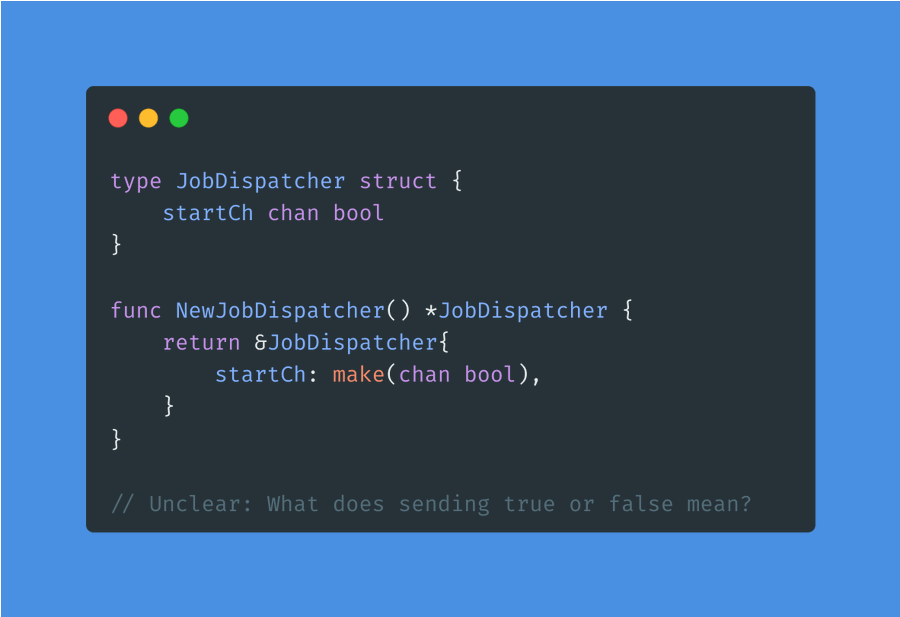 type JobDispatcher struct {
    startCh chan bool
}

func NewJobDispatcher() *JobDispatcher {
    return &JobDispatcher{
        startCh: make(chan bool),
    }
}

// Unclear: What does sending true or false mean?